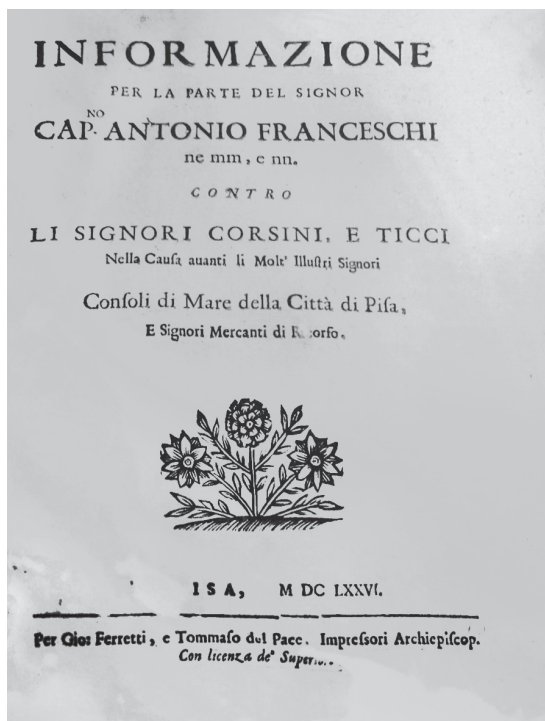 INFORMAZIONE
PER LA PARTE DEL SIGNOR
CAP.NO ANTONIO FRANCESCHI
ne mm, e nn.
CONTRO
LI SIGNORI CORSINI, E TICCI
Nella Cauſa auanti li Molt' Illuſtri Signori
Conſoli di Mare della Città di Piſa,
E Signori Mercanti di
ISA, M DC LXXVI.
Per Gio: Ferretti, e Tommaſo del Pace. Impreſſori Archiepiſcop.
Con licenza de'